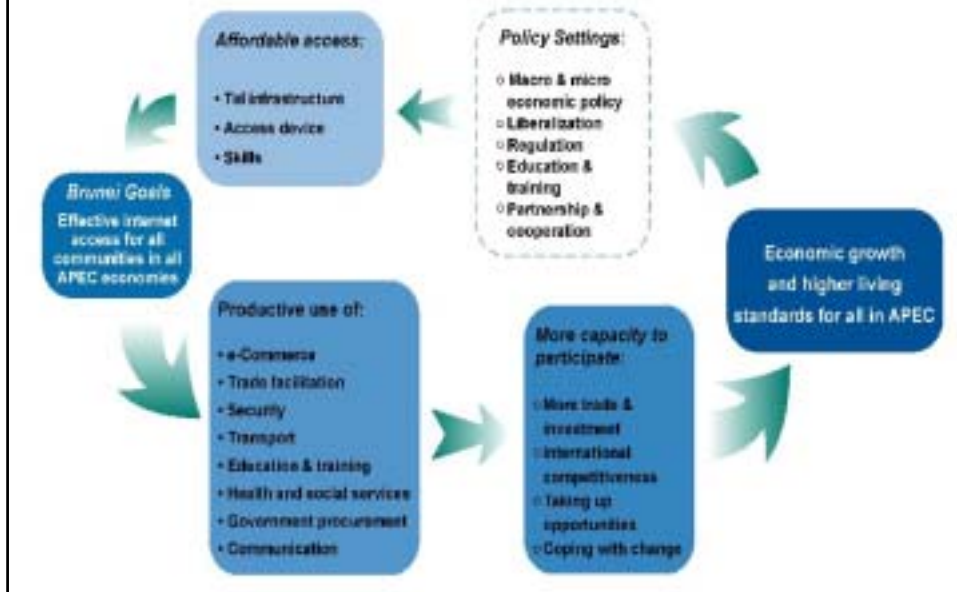 Affordable access:
• Tel infrastructure
• Access device
• Skills
Policy Settings:
○ Macro & micro
economic policy
○ Liberalization
○ Regulation
○ Education &
training
○ Partnership &
cooperation
Brunei Goals
Effective internet
access for all
communities in all
APEC economies
Economic growth
and higher living
standards for all in APEC
Productive use of:
• e-Commerce
• Trade facilitation
• Security
• Transport
• Education & training
• Health and social services
• Government procurement
• Communication
More capacity to
participate:
○ More trade &
investment
○ International
competitiveness
○ Taking up
opportunities
○ Coping with change